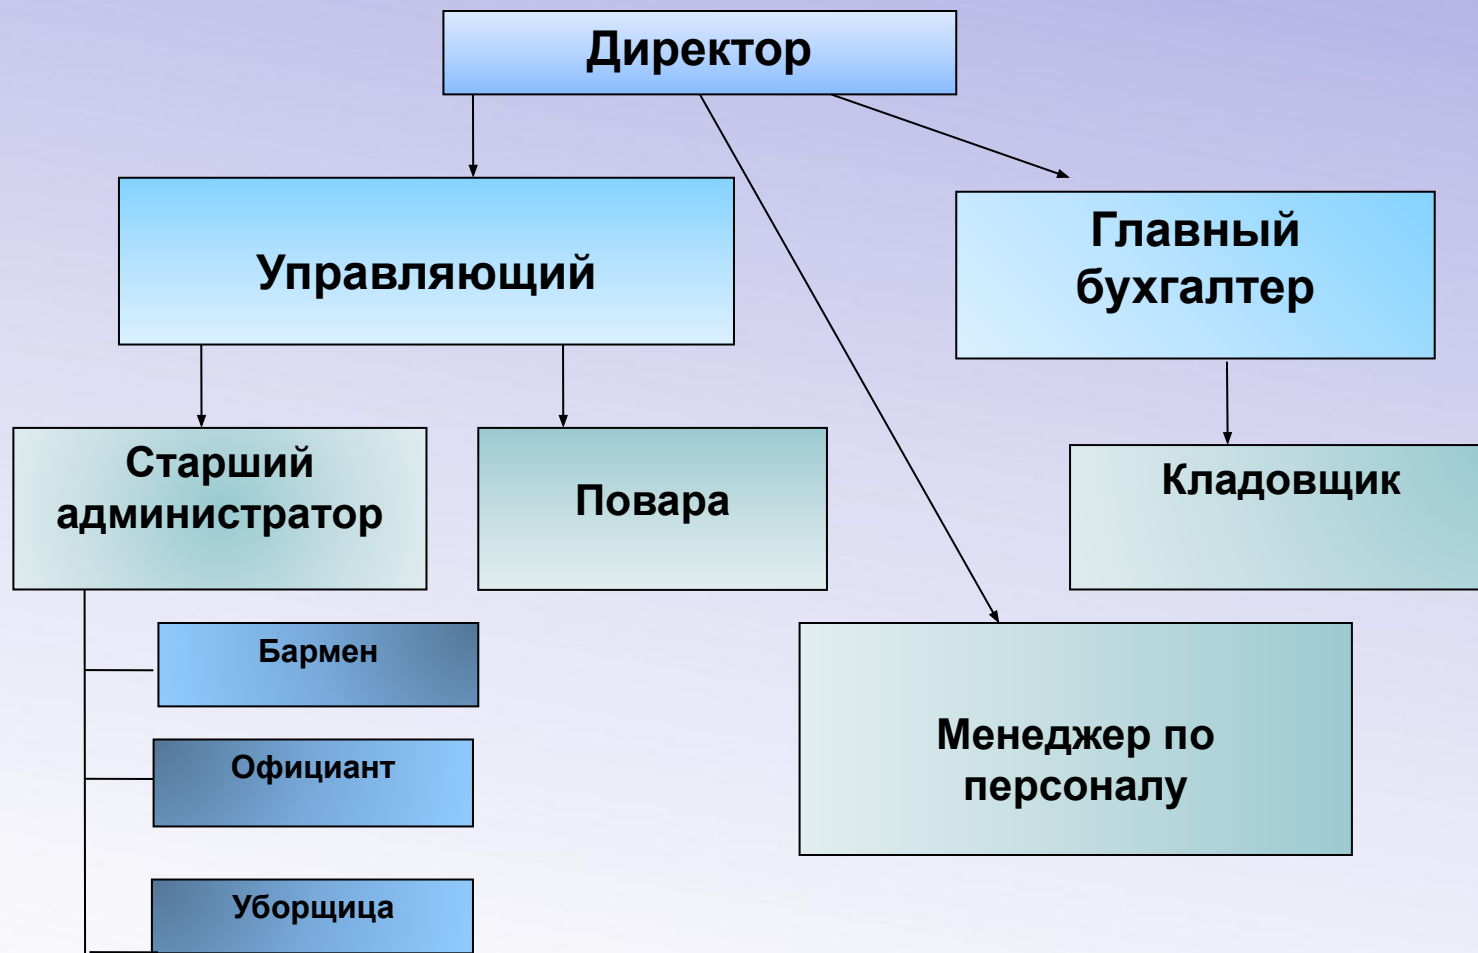 Директор
Управляющий
Главный
бухгалтер
Старший
администратор
Повара
Кладовщик
Бармен
Официант
Уборщица
Менеджер по
персоналу